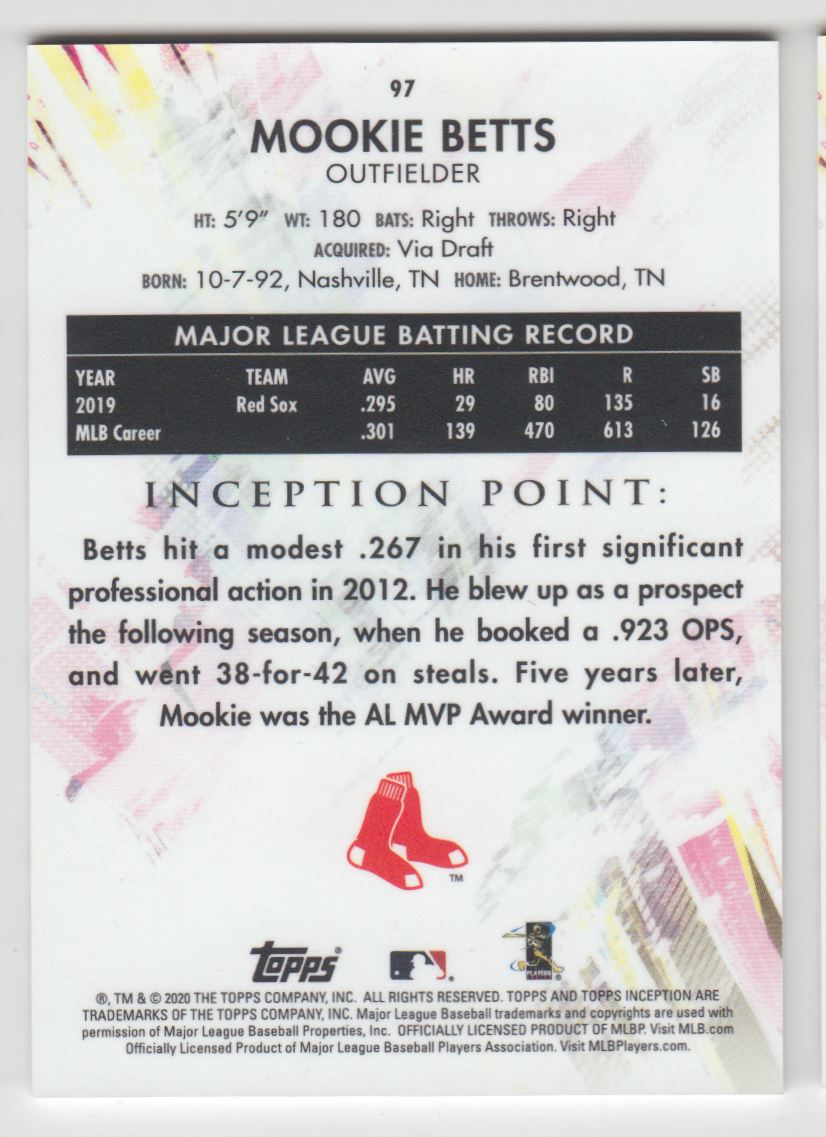 97
MOOKIE BETTS
OUTFIELDER
HT: 5'9" WT: 180 BATS: Right THROWS: Right
ACQUIRED: Via Draft
BORN: 10-7-92, Nashville, TN HOME: Brentwood, TN
MAJOR LEAGUE BATTING RECORD
YEAR TEAM AVG HR RBI R SB
2019 Red Sox .295 29 80 135 16
MLB Career .301 139 470 613 126
INCEPTION POINT:
Betts hit a modest .267 in his first significant
professional action in 2012. He blew up as a prospect
the following season, when he booked a .923 OPS,
and went 38-for-42 on steals. Five years later,
Mookie was the AL MVP Award winner.
TM
topps® ® PLAYERS
®, TM & © 2020 THE TOPPS COMPANY, INC. ALL RIGHTS RESERVED. TOPPS AND TOPPS INCEPTION ARE
TRADEMARKS OF THE TOPPS COMPANY, INC. Major League Baseball trademarks and copyrights are used with
permission of Major League Baseball Properties, Inc. OFFICIALLY LICENSED PRODUCT OF MLBP. Visit MLB.com
Officially Licensed Product of Major League Baseball Players Association. Visit MLBPlayers.com.